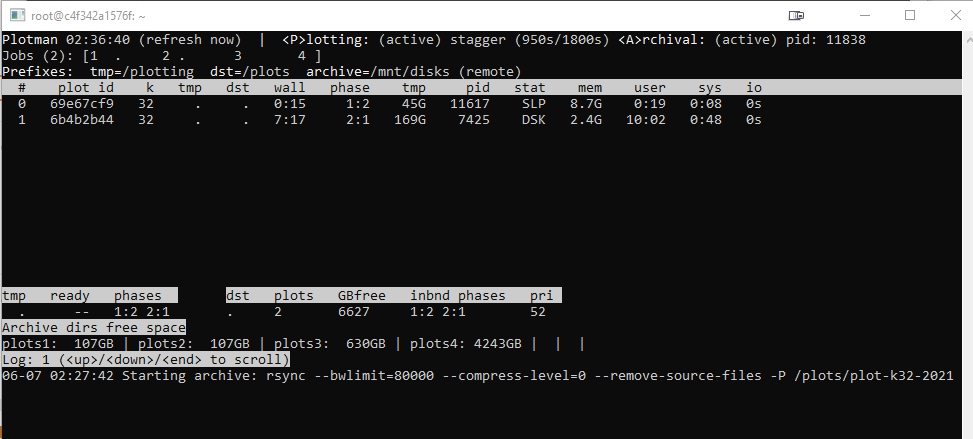 root@c4f342a1576f: ~
Plotman 02:36:40 (refresh now)  |  <P>lotting: (active) stagger (950s/1800s) <A>rchival: (active) pid: 11838
Jobs (2): [1  .     2 .      3       4 ]
Prefixes:  tmp=/plotting  dst=/plots  archive=/mnt/disks (remote)
#    plot id   k   tmp   dst   wall   phase    tmp     pid   stat    mem    user    sys   io
0   69e67cf9   32     .     .   0:15     1:2    45G   11617    SLP   8.7G    0:19   0:08   0s
1   6b4b2b44   32     .     .   7:17     2:1   169G    7425    DSK   2.4G   10:02   0:48   0s
tmp   ready   phases        dst   plots   GBfree   inbnd phases   pri
.      --   1:2 2:1       .     2       6627     1:2 2:1        52
Archive dirs free space
plots1:  107GB | plots2:  107GB | plots3:  630GB | plots4: 4243GB |  |  |
Log: 1 (<up>/<down>/<end> to scroll)
06-07 02:27:42 Starting archive: rsync --bwlimit=80000 --compress-level=0 --remove-source-files -P /plots/plot-k32-2021